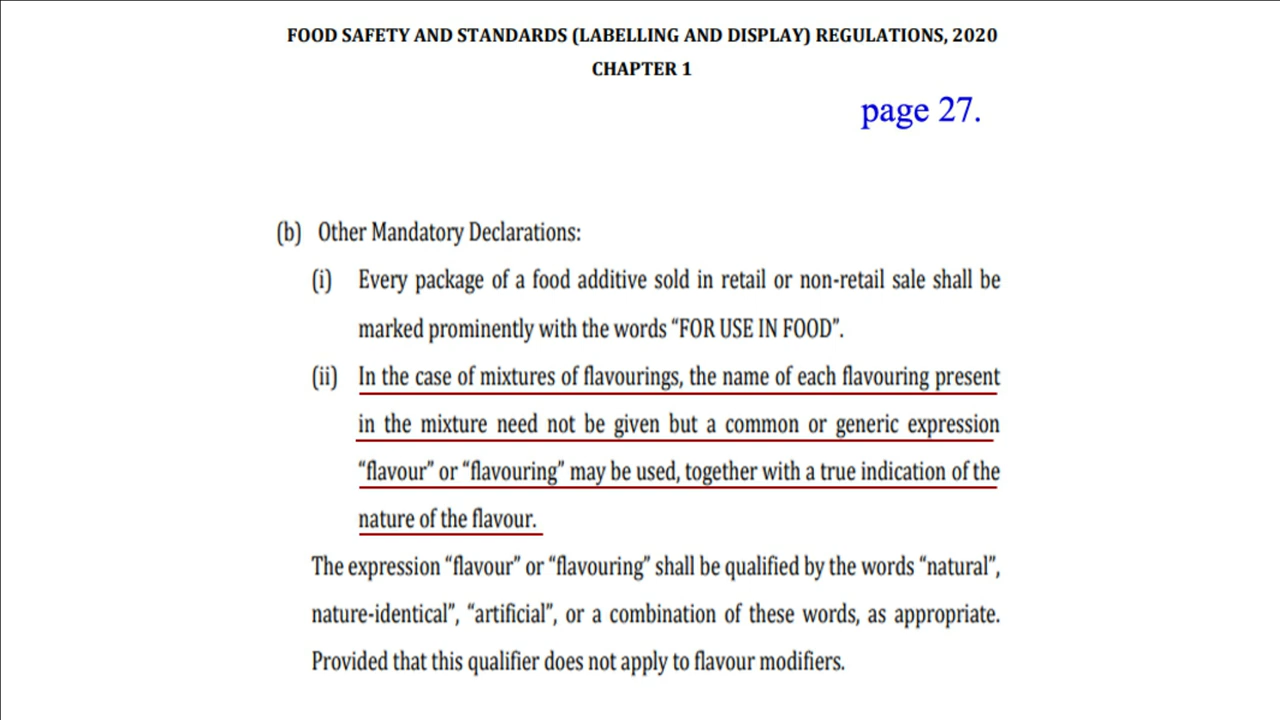 FOOD SAFETY AND STANDARDS (LABELLING AND DISPLAY) REGULATIONS, 2020
CHAPTER 1
page 27.
(b) Other Mandatory Declarations:
(i) Every package of a food additive sold in retail or non-retail sale shall be
marked prominently with the words “FOR USE IN FOOD”.
(ii) In the case of mixtures of flavourings, the name of each flavouring present
in the mixture need not be given but a common or generic expression
“flavour” or “flavouring” may be used, together with a true indication of the
nature of the flavour.
The expression “flavour” or “flavouring” shall be qualified by the words “natural”,
nature-identical”, “artificial”, or a combination of these words, as appropriate.
Provided that this qualifier does not apply to flavour modifiers.